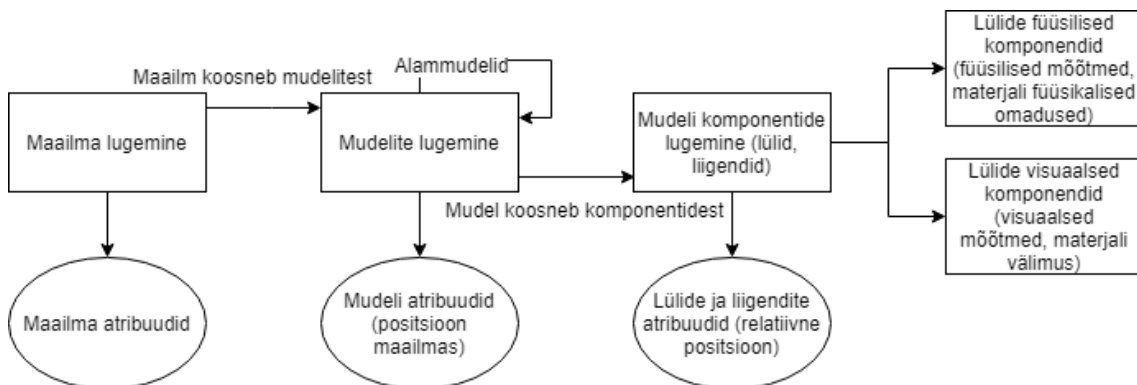 Maailm koosneb mudelitest
Alammudelid
Maailma lugemine
Mudelite lugemine
Mudeli komponentide
lugemine (lülid,
liigendid)
Lülide füüsilised
komponendid
(füüsilised mõõtmed,
materjali füüsikalised
omadused)
Mudel koosneb komponentidest
Lülide visuaalsed
komponendid
(visuaalsed
mõõtmed, materjali
välimus)
Maailma atribuudid
Mudeli atribuudid
(positsioon
maailmas)
Lülide ja liigendite
atribuudid (relatiivne
positsioon)